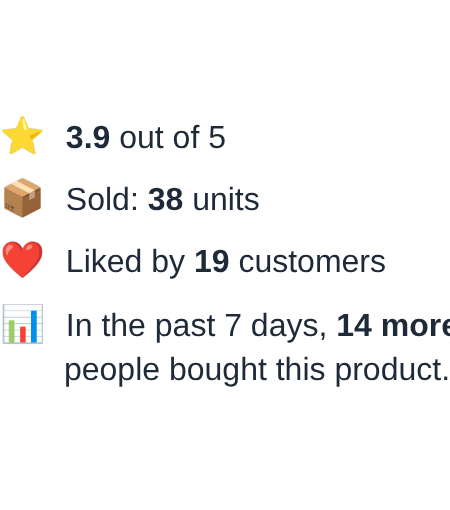 3.9 out of 5
Sold: 38 units
Liked by 19 customers
In the past 7 days, 14 more
people bought this product.